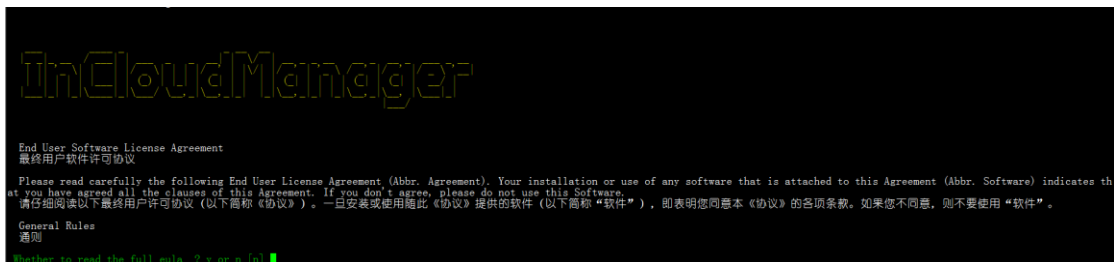 InCloudManager
End User Software License Agreement
最终用户软件许可协议
Please read carefully the following End User License Agreement (Abbr. Agreement). Your installation or use of any software that is attached to this Agreement (Abbr. Software) indicates th
at you have agreed all the clauses of this Agreement. If you don't agree, please do not use this Software.
请仔细阅读以下最终用户许可协议（以下简称《协议》）。一旦安装或使用随此《协议》提供的软件（以下简称“软件”）, 即表明您同意本《协议》的各项条款。如果您不同意, 则不要使用“软件”。
General Rules
通则
Whether to read the full eula ? y or n [n]